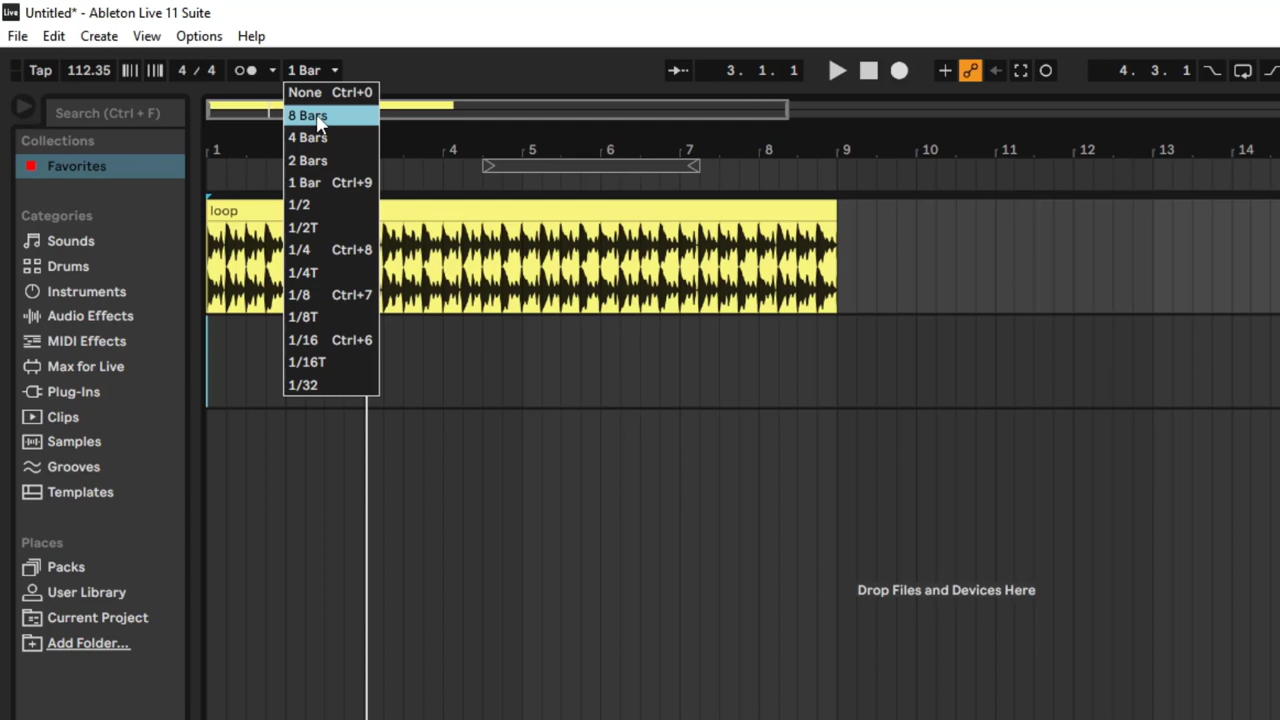 Live Untitled* - Ableton Live 11 Suite
File Edit Create View Options Help
Tap 112.35 4 / 4 1 Bar 3. 1. 1 4. 3. 1
None Ctrl+0
8 Bars
4 Bars
2 Bars
1 Bar Ctrl+9
1/2
1/2T
1/4 Ctrl+8
1/4T
1/8 Ctrl+7
1/8T
1/16 Ctrl+6
1/16T
1/32
Search (Ctrl + F)
Collections
Favorites
Categories
Sounds
Drums
Instruments
Audio Effects
MIDI Effects
Max for Live
Plug-Ins
Clips
Samples
Grooves
Templates
Places
Packs
User Library
Current Project
Add Folder...
1 4 5 6 7 8 9 10 11 12 13 14
loop
Drop Files and Devices Here